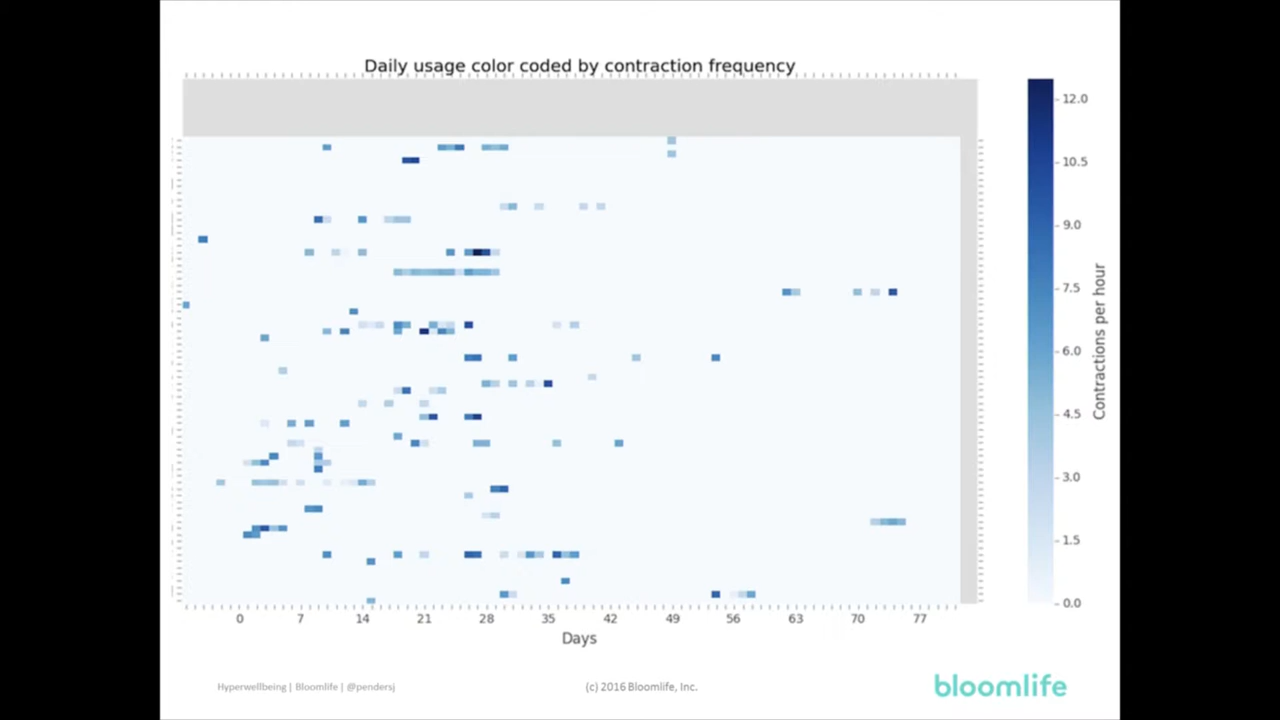 Daily usage color coded by contraction frequency
12.0
10.5
9.0
7.5
6.0
4.5
3.0
1.5
0.0
Contractions per hour
0 7 14 21 28 35 42 49 56 63 70 77
Days
Hyperwellbeing | Bloomlife | @pendersj
(c) 2016 Bloomlife, Inc.
bloomlife